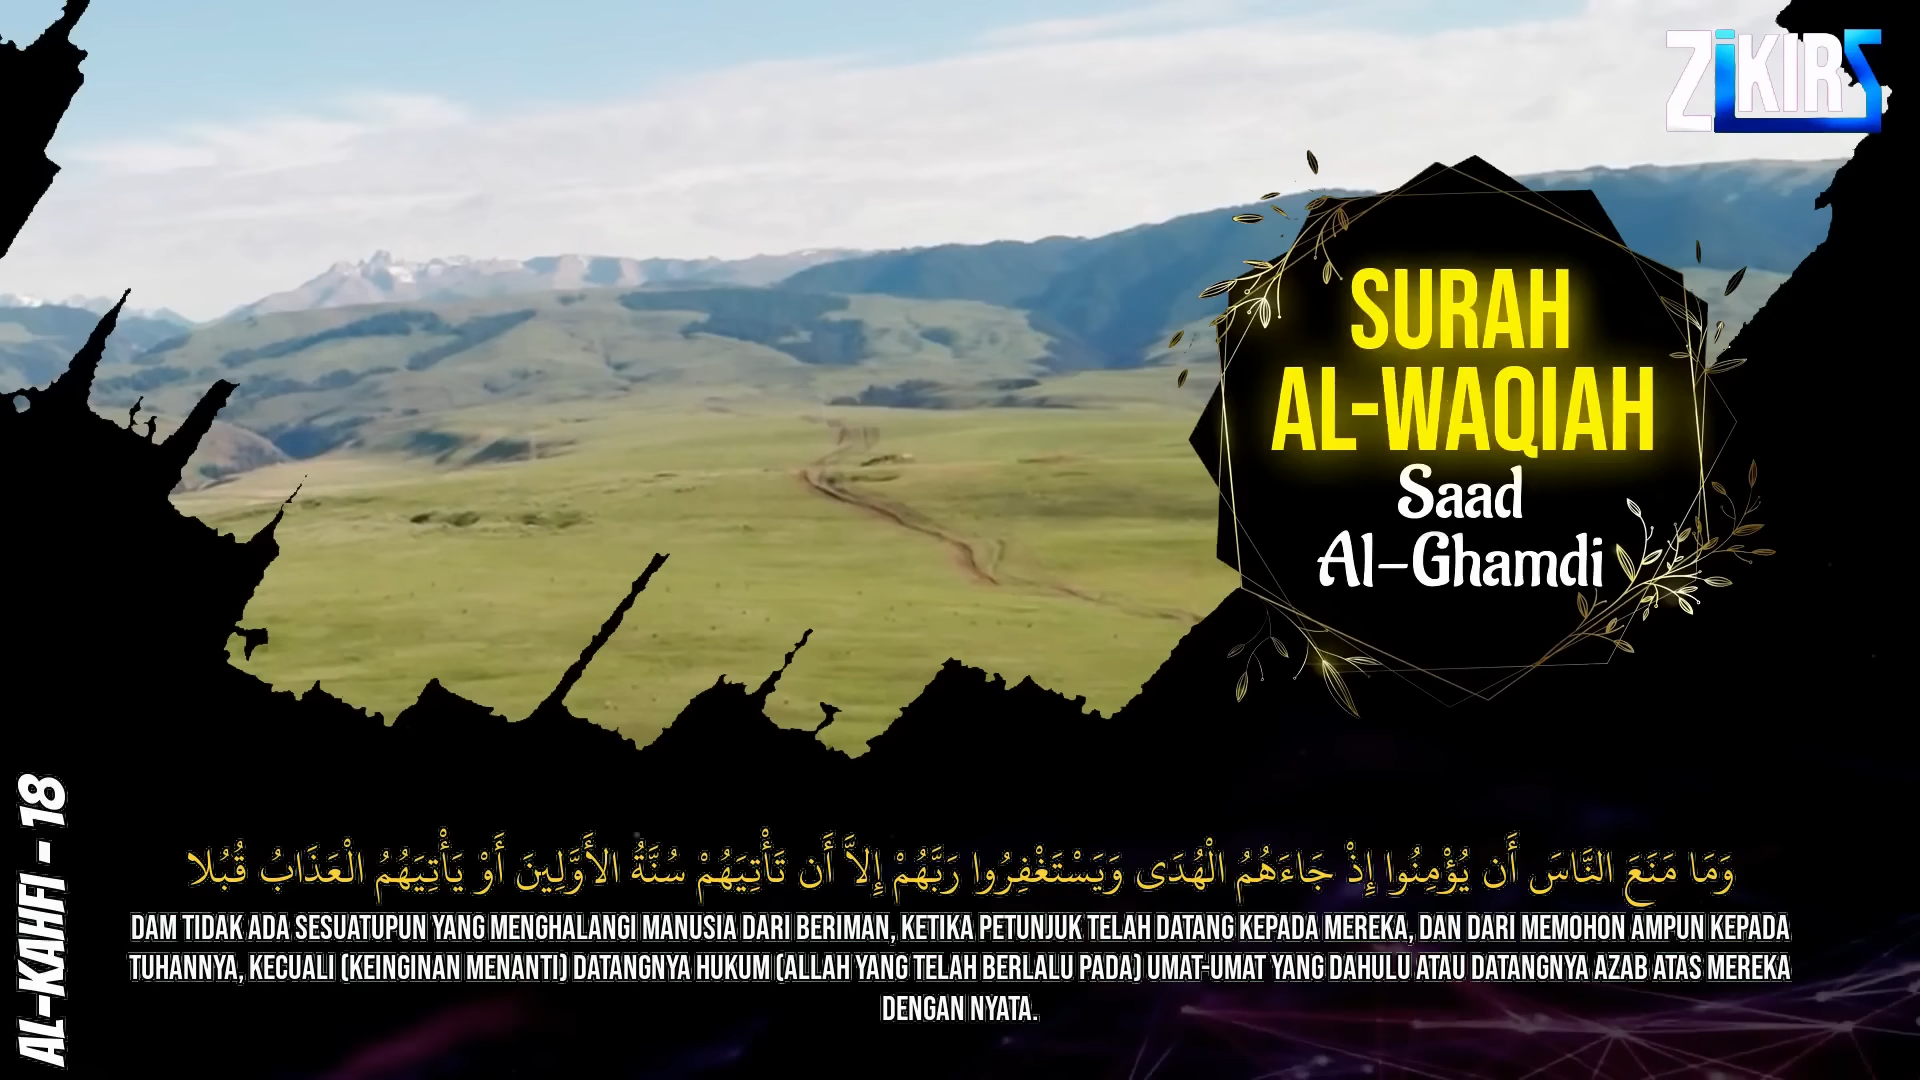 ZiKIRS
SURAH
AL-WAQIAH
Saad
Al-Ghamdi
AL-KAHFI - 18
وَمَا مَنَعَ النَّاسَ أَن يُؤْمِنُوا إِذْ جَاءَهُمُ الْهُدَى وَيَسْتَغْفِرُوا رَبَّهُمْ إِلاَّ أَن تَأْتِيَهُمْ سُنَّةُ الأَوَّلِينَ أَوْ يَأْتِيَهُمُ الْعَذَابُ قُبُلا
DAM TIDAK ADA SESUATUPUN YANG MENGHALANGI MANUSIA DARI BERIMAN, KETIKA PETUNJUK TELAH DATANG KEPADA MEREKA, DAN DARI MEMOHON AMPUN KEPADA
TUHANNYA, KECUALI (KEINGINAN MENANTI) DATANGNYA HUKUM (ALLAH YANG TELAH BERLALU PADA) UMAT-UMAT YANG DAHULU ATAU DATANGNYA AZAB ATAS MEREKA
DENGAN NYATA.